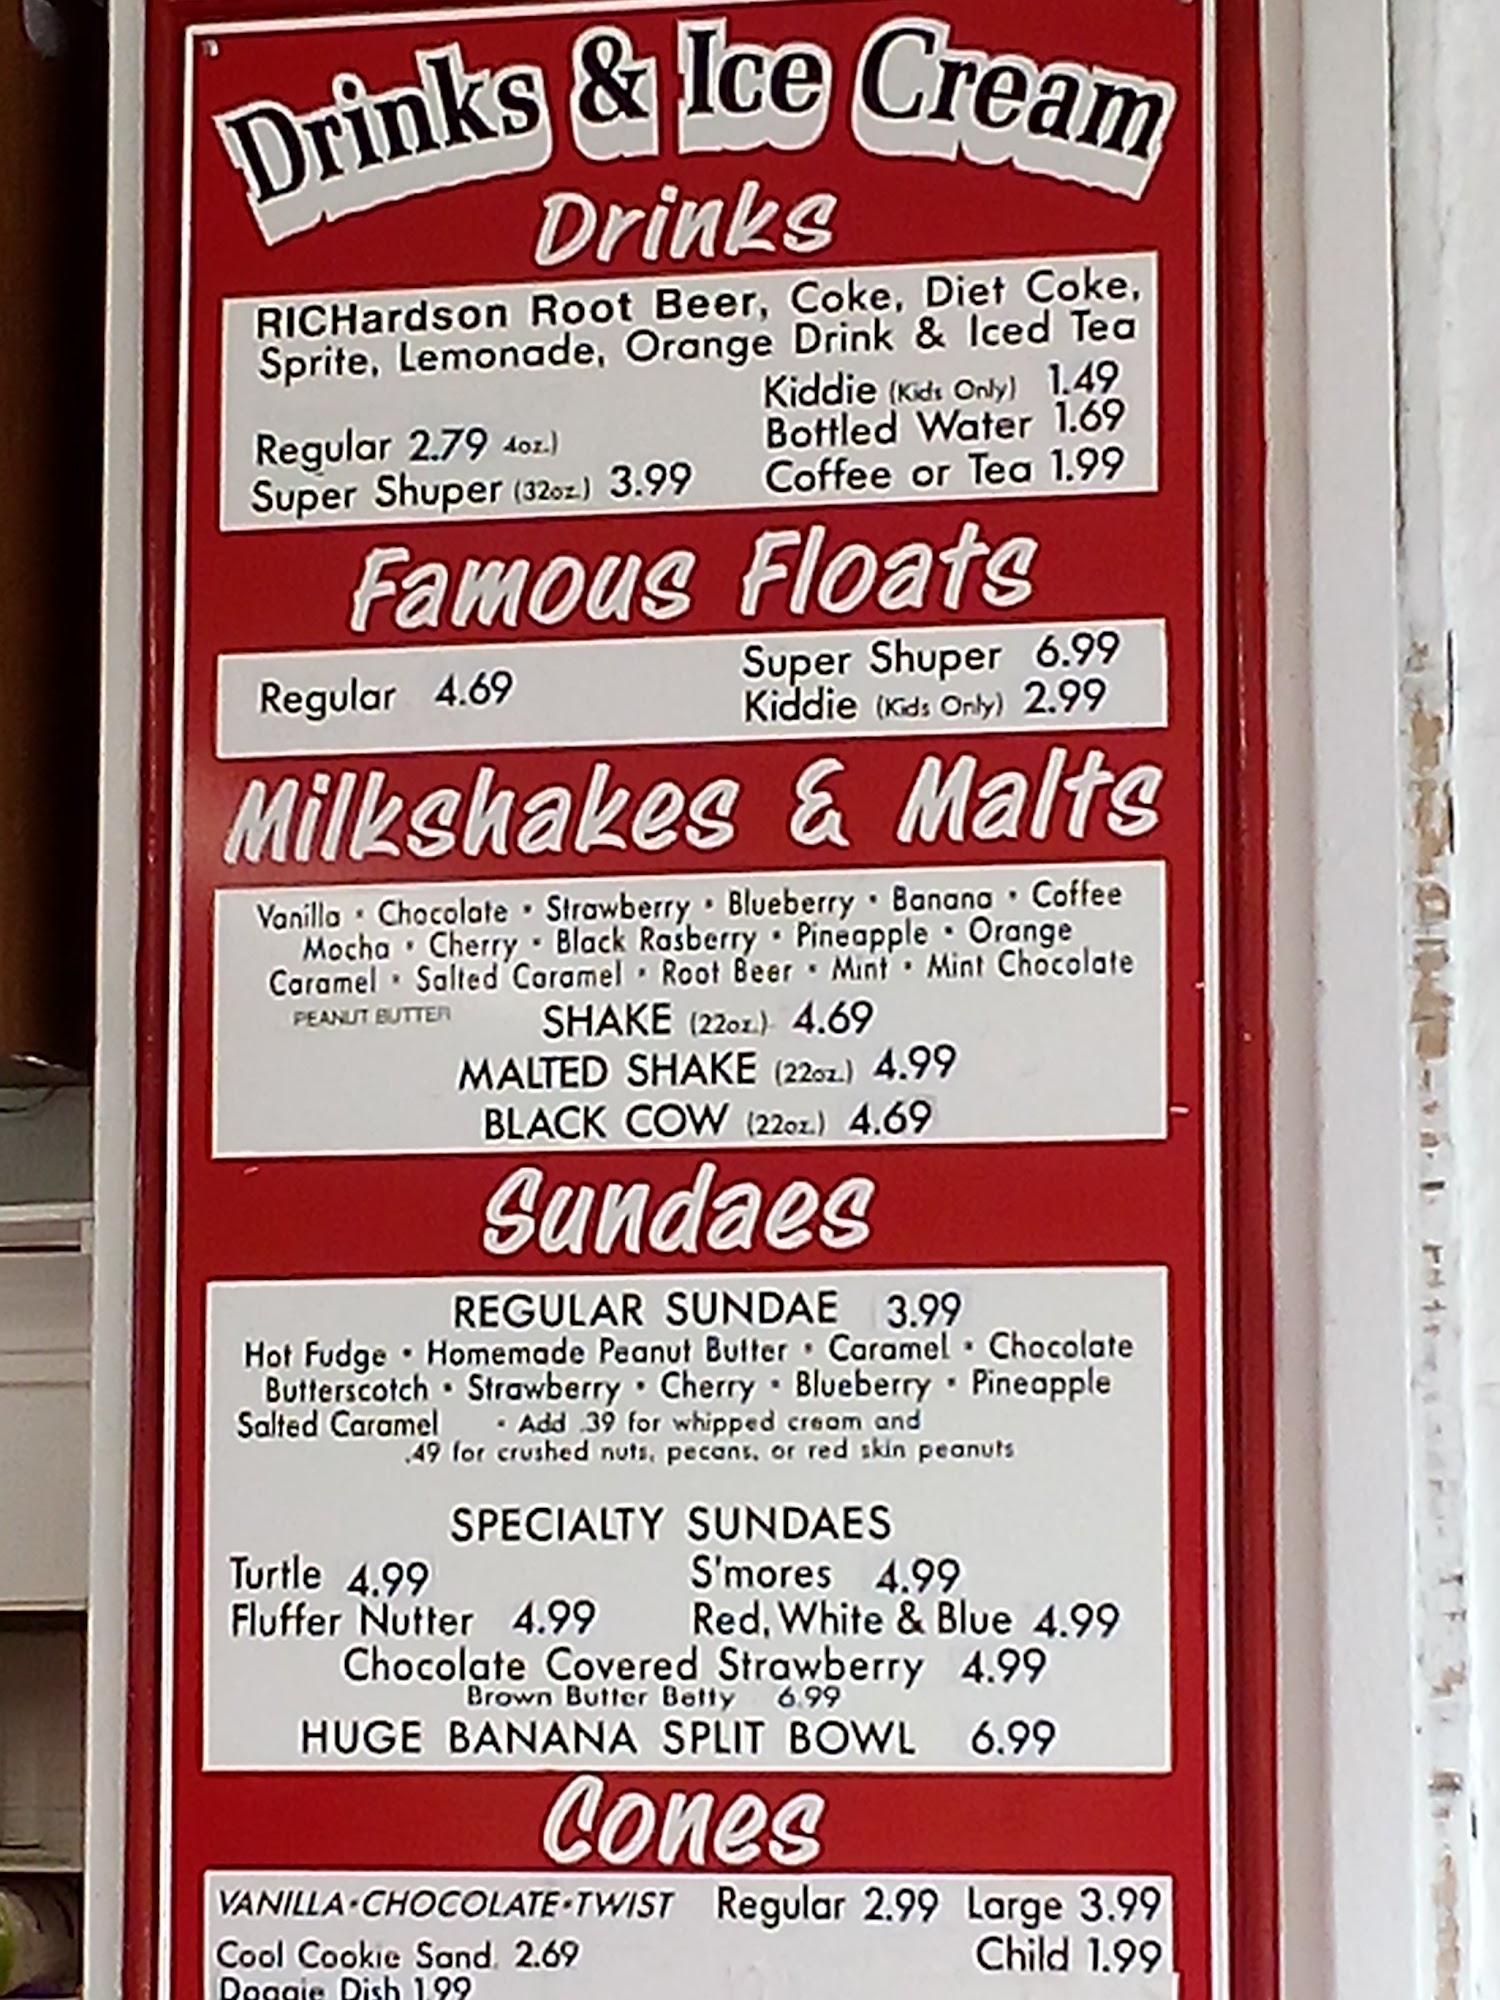 Drinks & Ice Cream
Drinks
RICHardson Root Beer, Coke, Diet Coke,
Sprite, Lemonade, Orange Drink & Iced Tea
Kiddie (Kids Only) 1.49
Regular 2.79 4oz.)
Bottled Water 1.69
Super Shuper (32oz.) 3.99
Coffee or Tea 1.99
Famous Floats
Regular 4.69
Super Shuper 6.99
Kiddie (Kids Only) 2.99
Milkshakes & Malts
Vanilla • Chocolate • Strawberry • Blueberry • Banana • Coffee
Mocha • Cherry • Black Rasberry • Pineapple • Orange
Caramel • Salted Caramel • Root Beer • Mint • Mint Chocolate
PEANUT BUTTER
SHAKE (22oz.) 4.69
MALTED SHAKE (22oz.) 4.99
BLACK COW (22oz.) 4.69
Sundaes
REGULAR SUNDAE 3.99
Hot Fudge • Homemade Peanut Butter • Caramel • Chocolate
Butterscotch • Strawberry • Cherry • Blueberry • Pineapple
Salted Caramel • Add .39 for whipped cream and
.49 for crushed nuts, pecans, or red skin peanuts
SPECIALTY SUNDAES
Turtle 4.99 S'mores 4.99
Fluffer Nutter 4.99 Red, White & Blue 4.99
Chocolate Covered Strawberry 4.99
Brown Butter Betty 6.99
HUGE BANANA SPLIT BOWL 6.99
Cones
VANILLA•CHOCOLATE•TWIST Regular 2.99 Large 3.99
Cool Cookie Sand. 2.69 Child 1.99
Doggie Dish 1.99